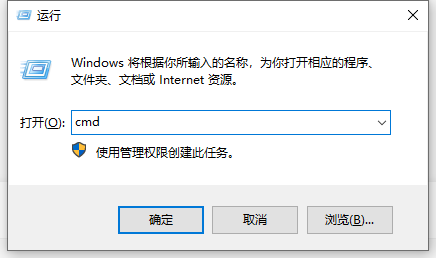 运行
Windows 将根据你所输入的名称，为你打开相应的程序、
文件夹、文档或 Internet 资源。
打开(O): cmd
使用管理权限创建此任务。
确定 取消 浏览(B)...